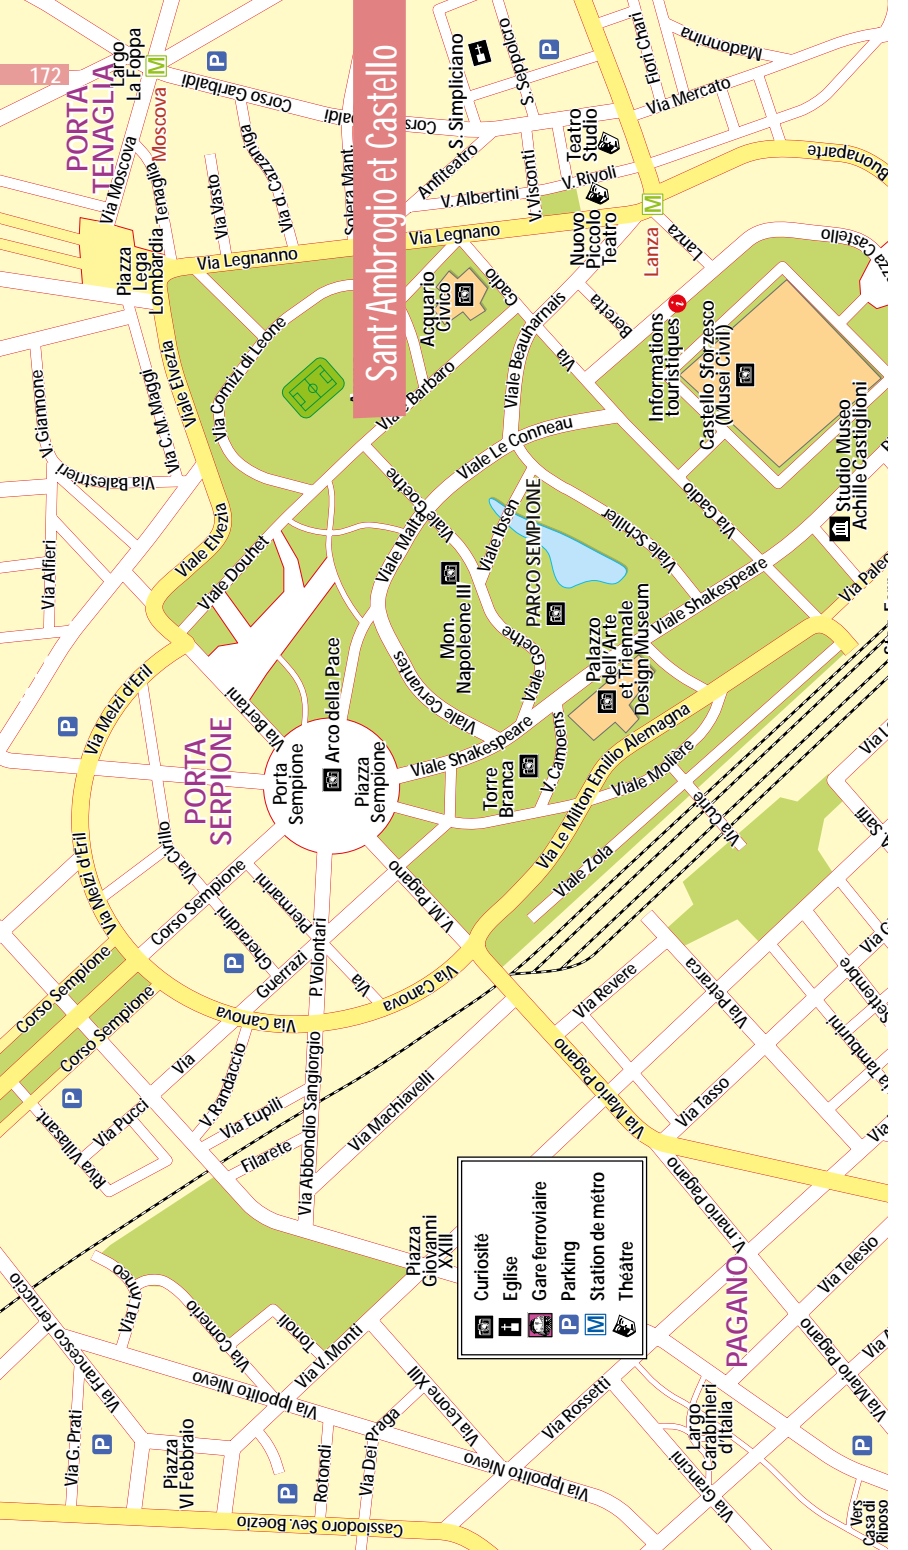 172
Sant'Ambrogio et Castello
PORTA
TENAGLIA
Largo
La Foppa
M
Moscova
P
Corso Garibaldi
Via Moscova
Tenaglia
Via Vasto
Via d. Cazzaniga
Solera Mant.
S. Simpliciano
S. Seppolcro
P
Fiori Chiari
Madonnina
Via Mercato
Anfiteatro
V. Albertini
V. Visconti
Teatro
Studio
V. Rivoli
Buonaparte
Nuovo
Piccolo
Teatro
M
Lanza
Lanza
Piazza
Lega
Lombardia
Via Legnanno
Via Legnano
Castello
Acquario
Civico
Gadio
Beretta
Informations
touristiques
i
Castello Sforzesco
(Musei Civili)
Via
Viale Beauharnais
Viale Elvezia
Via Comizi di Leone
Via C.M. Maggi
V. Giannone
Via Balestrieri
Viale Barbaro
Viale Le Conneau
Studio Museo
Achille Castiglioni
Via Gadio
Viale Goethe
Viale Malta
Viale Ibsen
PARCO SEMPIONE
Viale Schiller
Viale Elvezia
Viale Douhet
Via Alfieri
Mon.
Napoleone III
Viale Goethe
Viale Shakespeare
Palazzo
dell'Arte
et Triennale
Design Museum
Arco della Pace
Viale Cervantes
Via Bertani
Via Melzi d'Eril
P
PORTA
SERPIONE
Porta
Sempione
Piazza
Sempione
Viale Shakespeare
Torre
Branca
V. Camoens
Via Le Milton Emilio Alemagna
Viale Molière
Via Curie
A. Saffi
Viale Zola
Via Melzi d'Eril
Via Cirillo
Corso Sempione
Piermarini
Gherardini
P
Guerrazi
P. Volontari
V.M. Pagano
Via
Via Canova
Via Canova
Corso Sempione
Corso Sempione
P
Via
V. Randaccio
Via Pucci
Riva Villasant.
Via Eupili
Filarete
Via Abbondio Sangiorgio
Via Machiavelli
Via Revere
Via Petrarca
Via Mario Pagano
Via Tasso
V. mario Pagano
PAGANO
Via Telesio
Via Mario Pagano
Piazza
Giovanni
XXIII
Curiosité
Eglise
Gare ferroviaire
P Parking
M Station de métro
Théâtre
Via Francesco Ferruccio
Via Comerio
Tonoli
Via V. Monti
Via Ippolito Nievo
Via Ippolito Nievo
Via Leone XIII
Via Dei Praga
Via Rossetti
Via Grancini
Largo
Carabinieri
d'Italia
Via G. Prati
P
Piazza
VI Febbraio
P
Rotondi
Cassiodoro Sev. Boezio
P
Vers
Casa di
Riposo